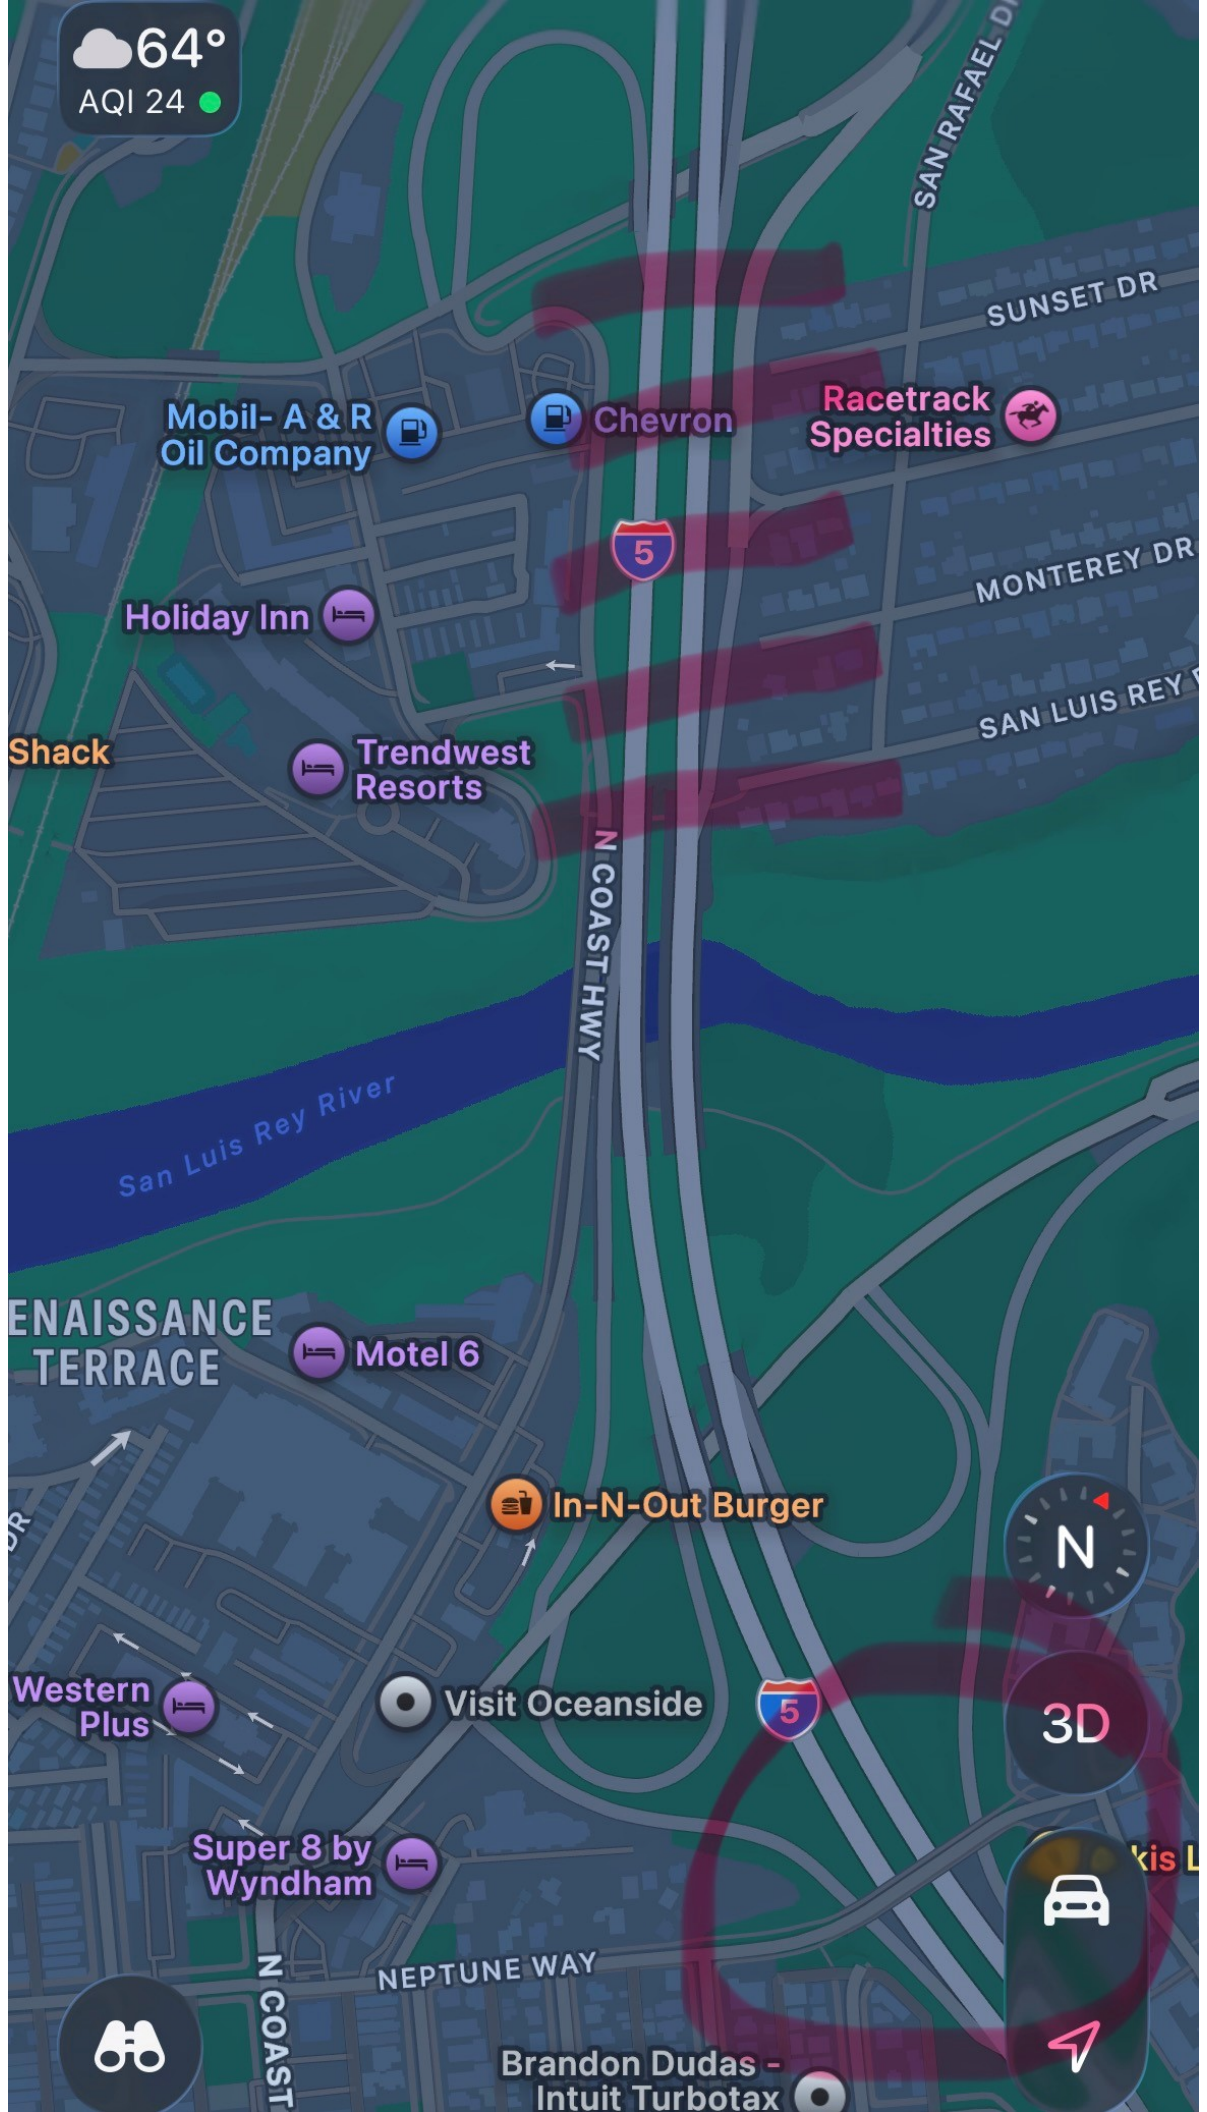 64°
AQI 24
SAN RAFAEL
SUNSET DR
Mobil- A & R
Oil Company
Chevron
Racetrack
Specialties
5
MONTEREY DR
Holiday Inn
SAN LUIS REY
Shack
Trendwest
Resorts
N COAST HWY
San Luis Rey River
ENAISSANCE
TERRACE
Motel 6
In-N-Out Burger
N
DR
Western
Plus
Visit Oceanside
5
3D
Super 8 by
Wyndham
kis L
NEPTUNE WAY
N COAST
Brandon Dudas -
Intuit Turbotax